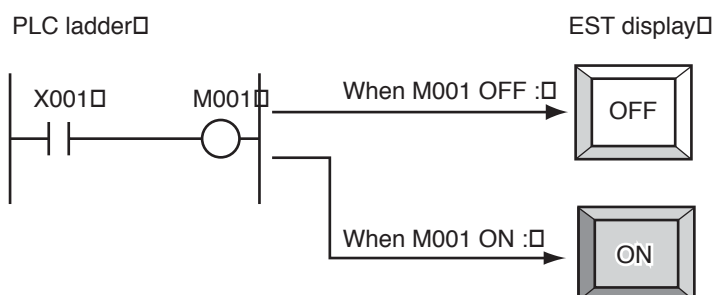 PLC ladder□ EST display□
X001□ M001□ When M001 OFF :□ OFF
When M001 ON :□ ON